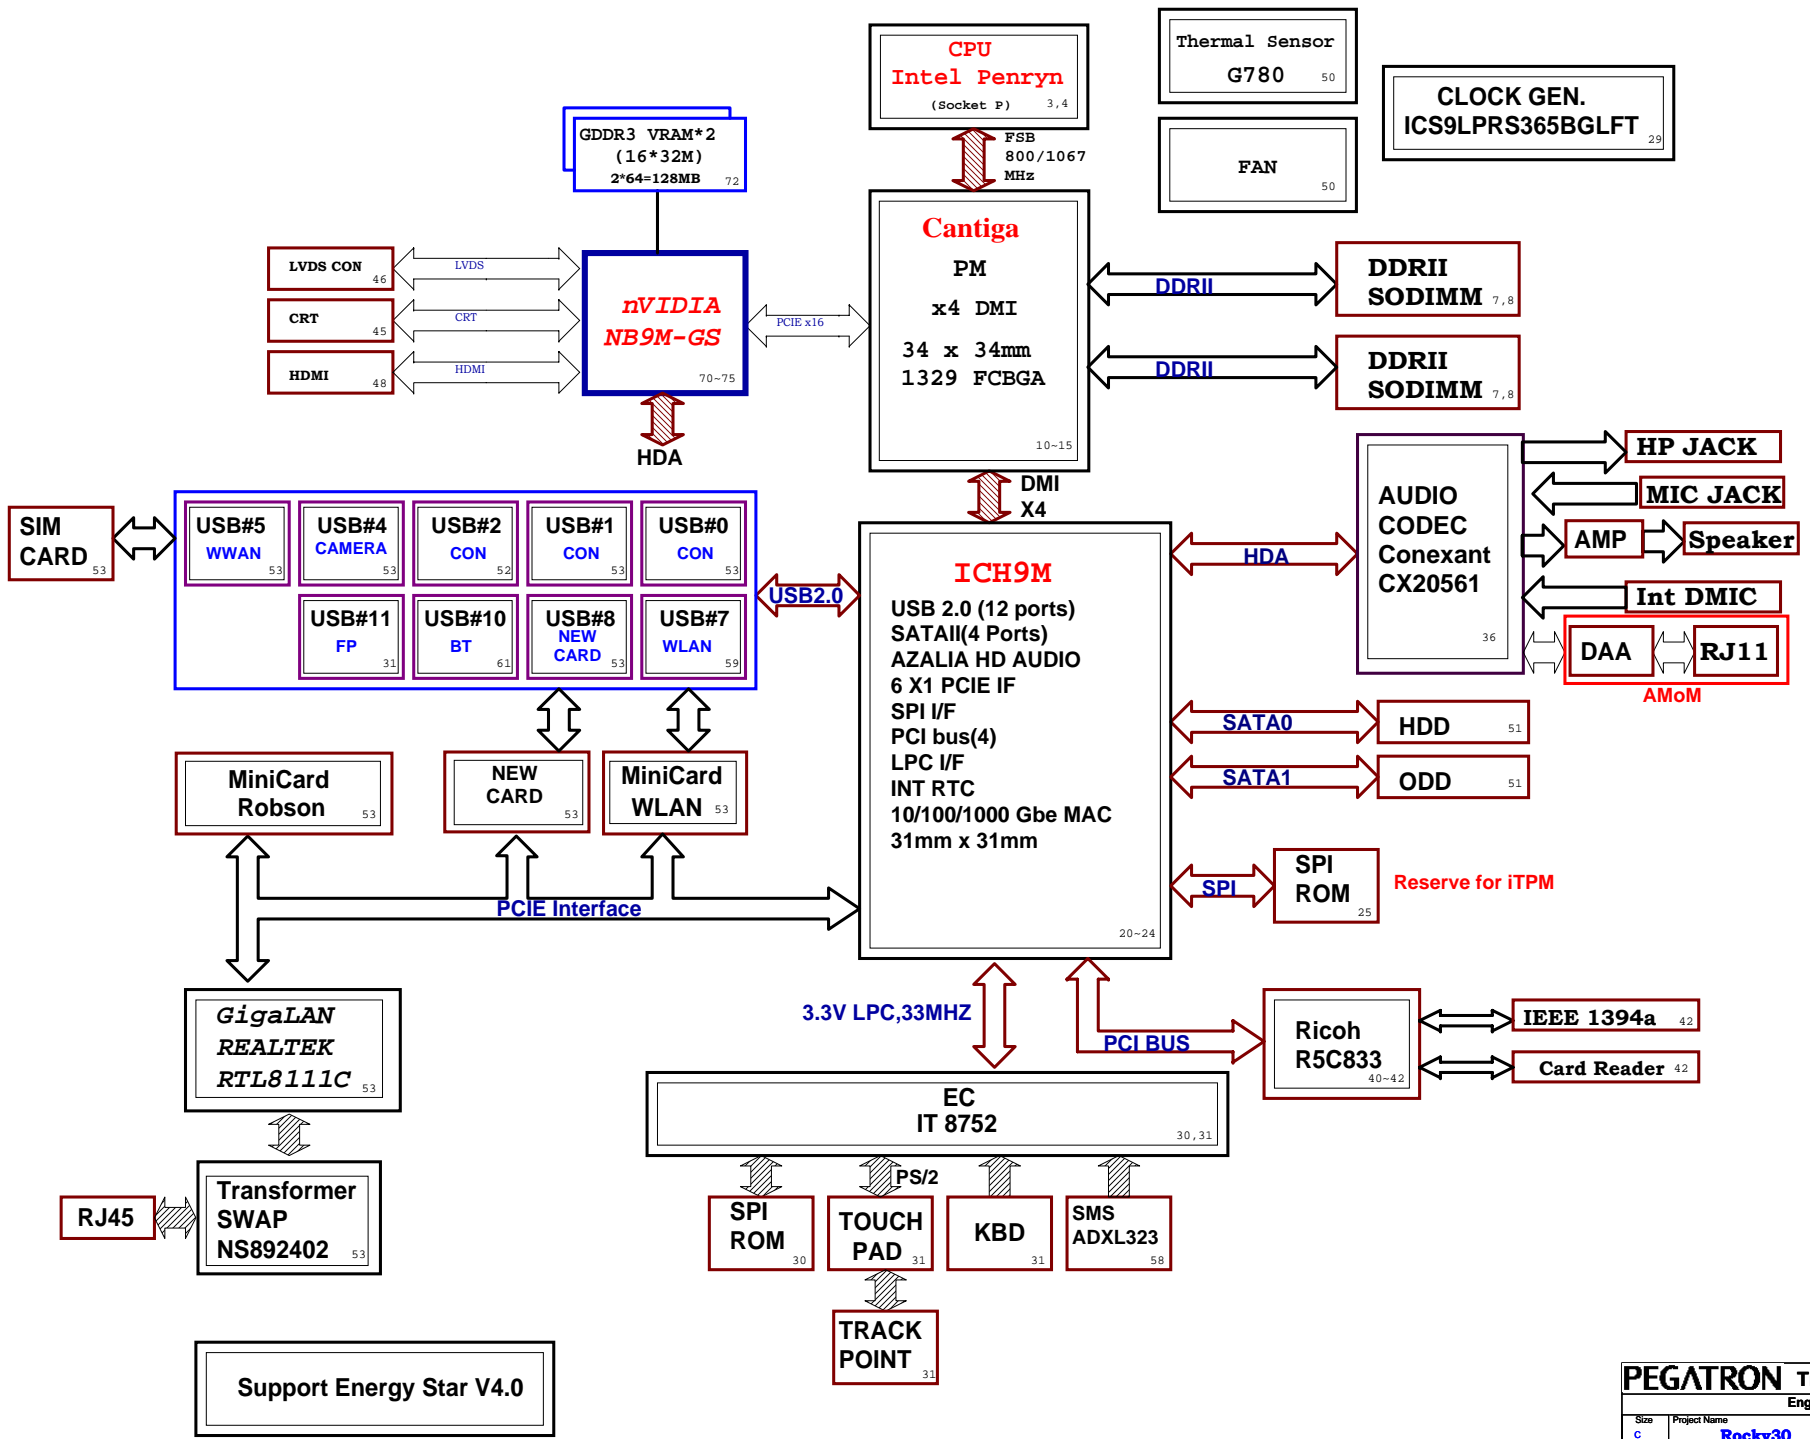 CPU
Intel Penryn
(Socket P) 3,4
Thermal Sensor
G780 50
CLOCK GEN.
ICS9LPRS365BGLFT
29
FAN
50
GDDR3 VRAM*2
(16*32M)
2*64=128MB 72
FSB
800/1067
MHz
Cantiga
PM
x4 DMI
34 x 34mm
1329 FCBGA
10~15
LVDS CON
46
LVDS
CRT
45
CRT
HDMI
48
HDMI
nVIDIA
NB9M-GS
70~75
PCIE x16
HDA
DDRII
DDRII
SODIMM 7,8
DDRII
DDRII
SODIMM 7,8
DMI
X4
SIM
CARD
53
USB#5
WWAN
53
USB#4
CAMERA
53
USB#2
CON
52
USB#1
CON
53
USB#0
CON
53
USB#11
FP
31
USB#10
BT
61
USB#8
NEW
CARD
53
USB#7
WLAN
59
USB2.0
ICH9M
USB 2.0 (12 ports)
SATAII(4 Ports)
AZALIA HD AUDIO
6 X1 PCIE IF
SPI I/F
PCI bus(4)
LPC I/F
INT RTC
10/100/1000 Gbe MAC
31mm x 31mm
20~24
HDA
AUDIO
CODEC
Conexant
CX20561
36
HP JACK
MIC JACK
AMP
Speaker
Int DMIC
DAA
RJ11
AMoM
SATA0
HDD
51
SATA1
ODD
51
SPI
SPI
ROM
25
Reserve for iTPM
MiniCard
Robson
53
NEW
CARD
53
MiniCard
WLAN 53
PCIE Interface
GigaLAN
REALTEK
RTL8111C 53
Transformer
SWAP
NS892402 53
RJ45
3.3V LPC,33MHZ
PCI BUS
Ricoh
R5C833
40~42
IEEE 1394a 42
Card Reader 42
EC
IT 8752
30,31
PS/2
SPI
ROM
30
TOUCH
PAD
31
KBD
31
SMS
ADXL323
58
TRACK
POINT
31
Support Energy Star V4.0
PEGATRON T
Eng
Size
Project Name
C
Rocky30